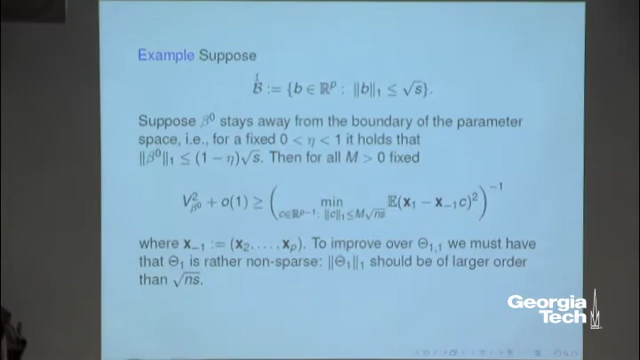 Example Suppose
B := {b ∈ ℝᵖ : ‖b‖₁ ≤ √s}.
Suppose β⁰ stays away from the boundary of the parameter
space, i.e., for a fixed 0 < η < 1 it holds that
‖β⁰‖₁ ≤ (1 − η)√s. Then for all M > 0 fixed
V²_β⁰ + o(1) ≥ ( min_{c∈ℝᵖ⁻¹: ‖c‖₁≤M√ns} 𝔼(x₁ − x₋₁c)² )⁻¹
where x₋₁ := (x₂, . . . , xₚ). To improve over Θ₁,₁ we must have
that Θ₁ is rather non-sparse: ‖Θ₁‖₁ should be of larger order
than √ns.
Georgia
Tech